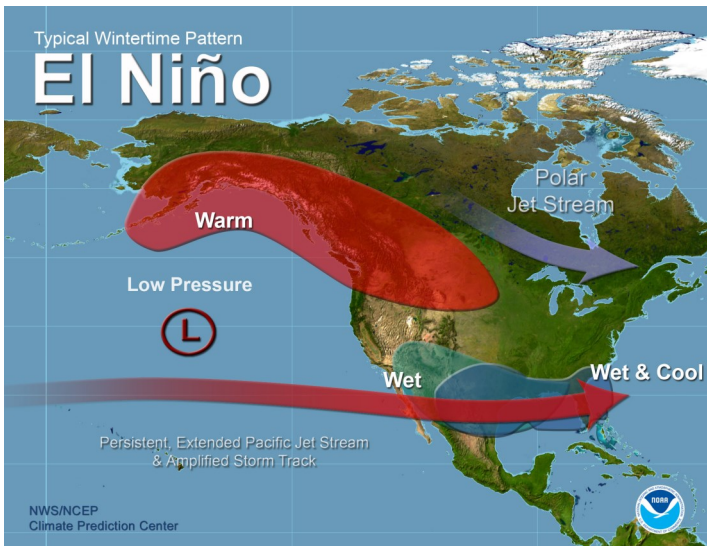 Typical Wintertime Pattern
El Niño
Polar
Jet Stream
Warm
Low Pressure
L
Wet
Wet & Cool
Persistent, Extended Pacific Jet Stream
& Amplified Storm Track
NWS/NCEP
Climate Prediction Center
NOAA